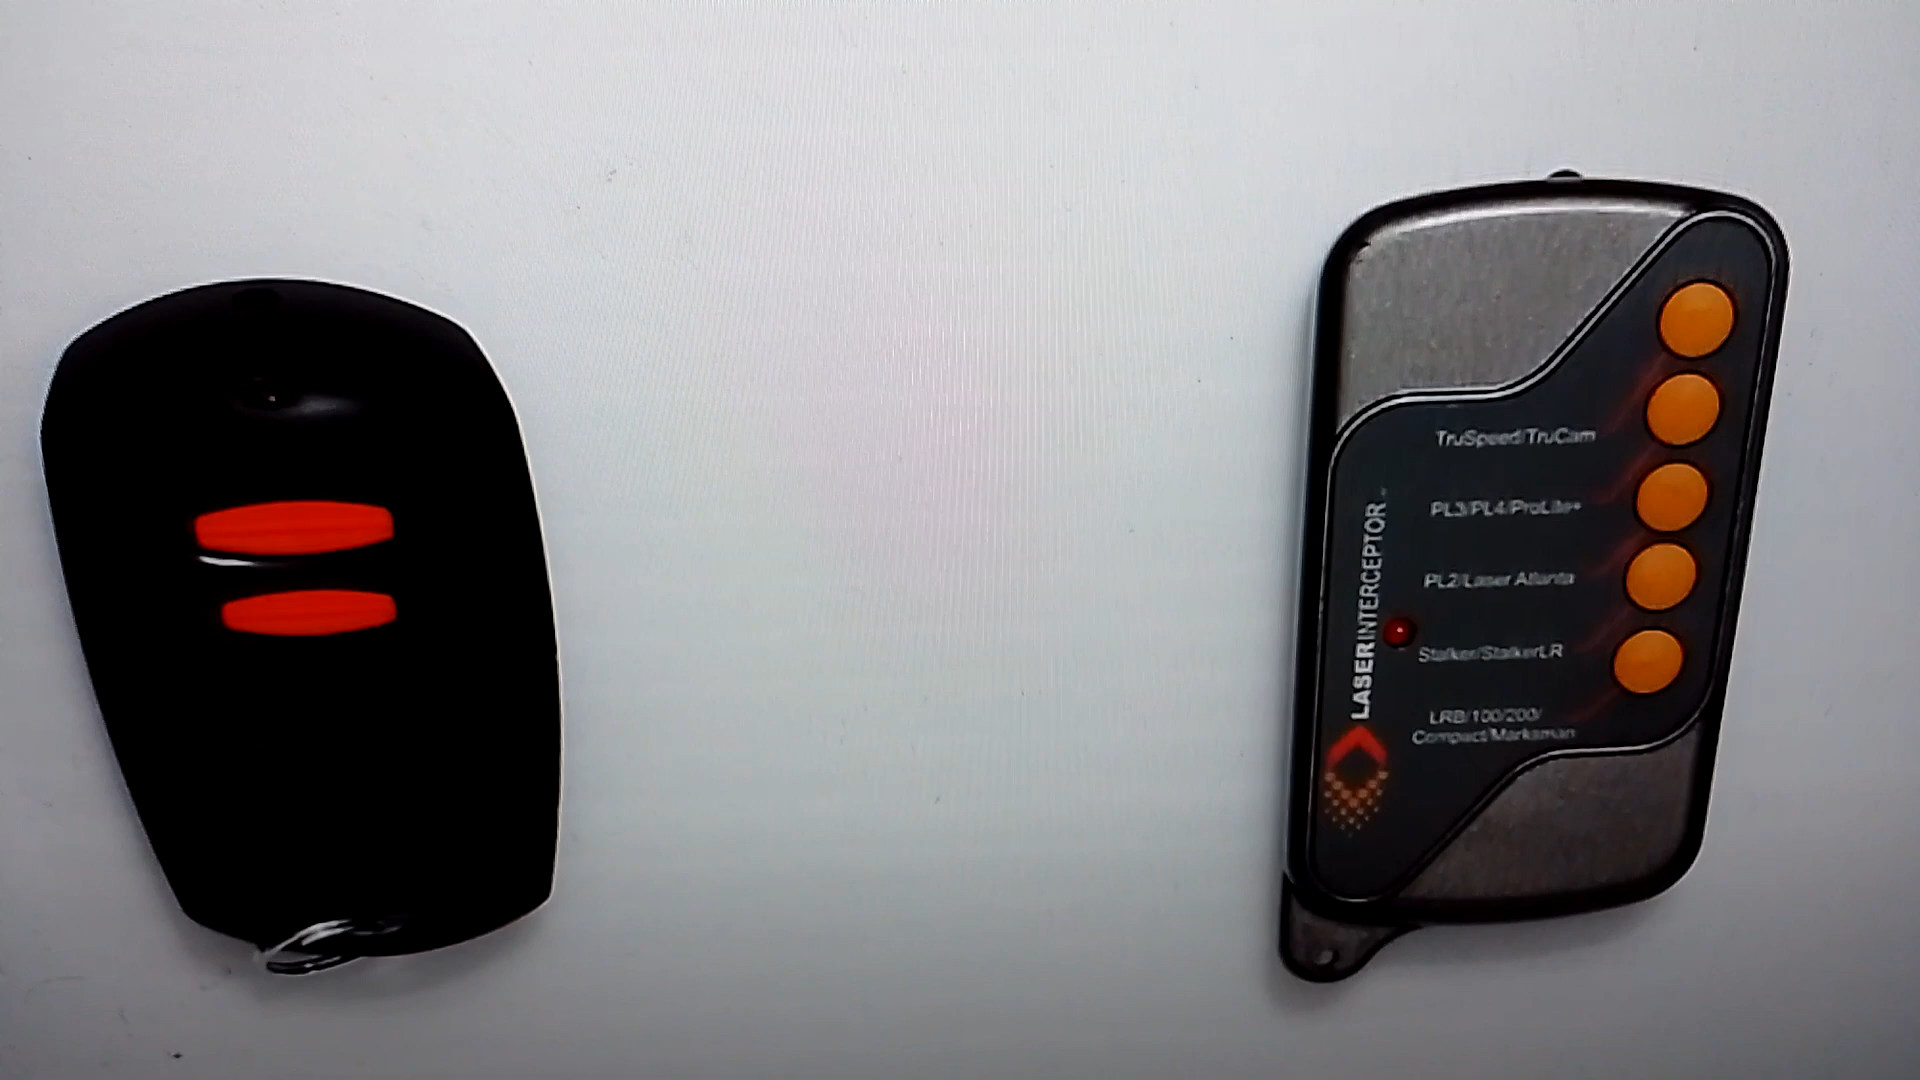 TruSpeed/TruCam
PL3/PL4/ProLite+
PL2/Laser Atlanta
Stalker/StalkerLR
LRB/100/200/
Compact/Marksman
LASERINTERCEPTOR